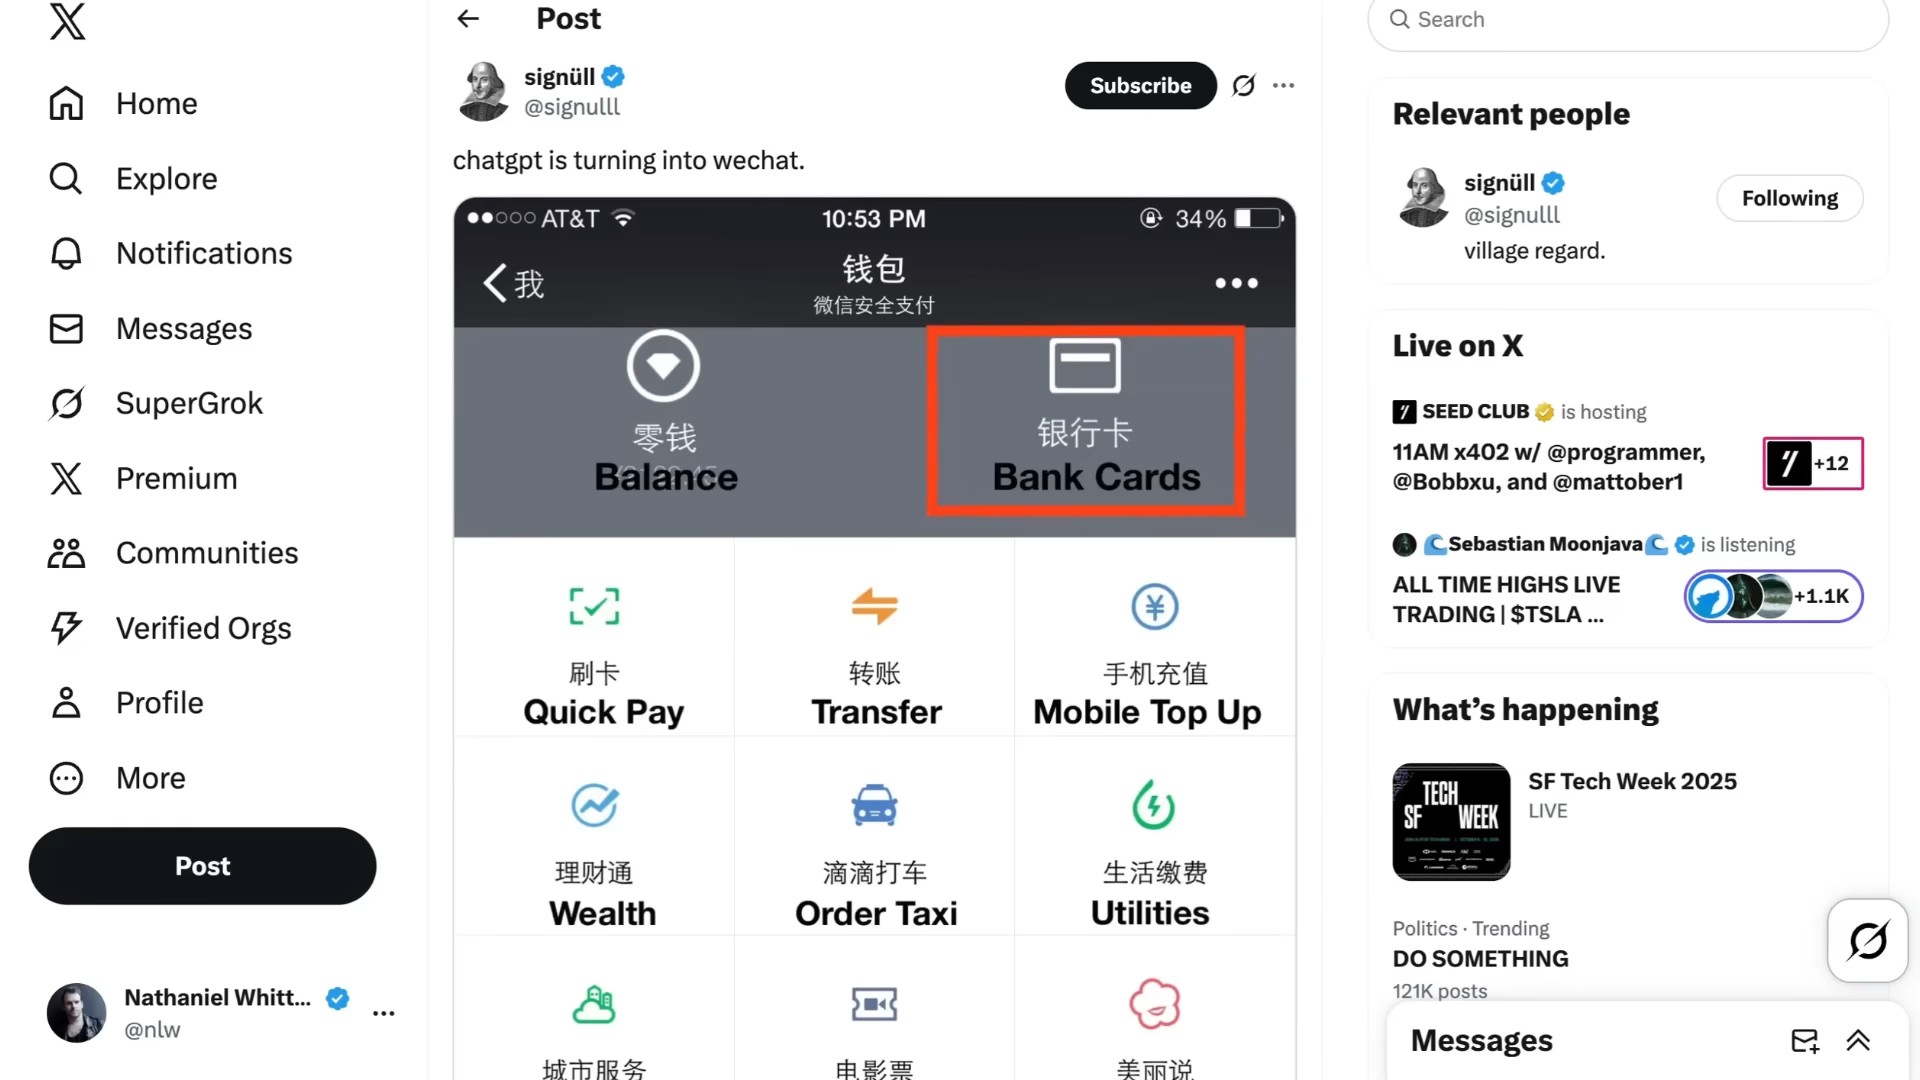 Home
Explore
Notifications
Messages
SuperGrok
Premium
Communities
Verified Orgs
Profile
More
Post
Nathaniel Whitt...
@nlw
Post
signüll
@signulll
Subscribe
chatgpt is turning into wechat.
AT&T
10:53 PM
34%
我
钱包
微信安全支付
零钱
Balance
银行卡
Bank Cards
刷卡
Quick Pay
转账
Transfer
手机充值
Mobile Top Up
理财通
Wealth
滴滴打车
Order Taxi
生活缴费
Utilities
城市服务
电影票
美丽说
Search
Relevant people
signüll
@signulll
Following
village regard.
Live on X
SEED CLUB is hosting
11AM x402 w/ @programmer,
@Bobbxu, and @mattober1
+12
Sebastian Moonjava is listening
ALL TIME HIGHS LIVE
TRADING | $TSLA ...
+1.1K
What's happening
TECH
SF WEEK
SF Tech Week 2025
LIVE
Politics · Trending
DO SOMETHING
121K posts
Messages